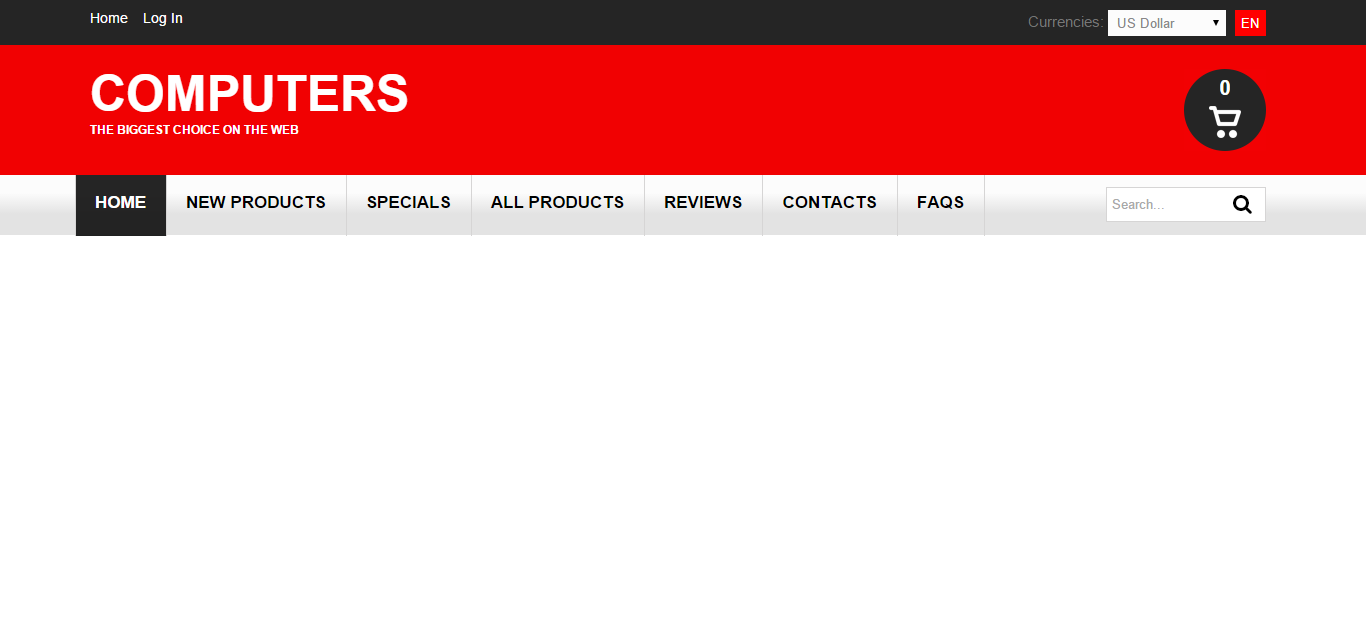 Home Log In Currencies: US Dollar EN
COMPUTERS
THE BIGGEST CHOICE ON THE WEB
0
HOME NEW PRODUCTS SPECIALS ALL PRODUCTS REVIEWS CONTACTS FAQS Search...